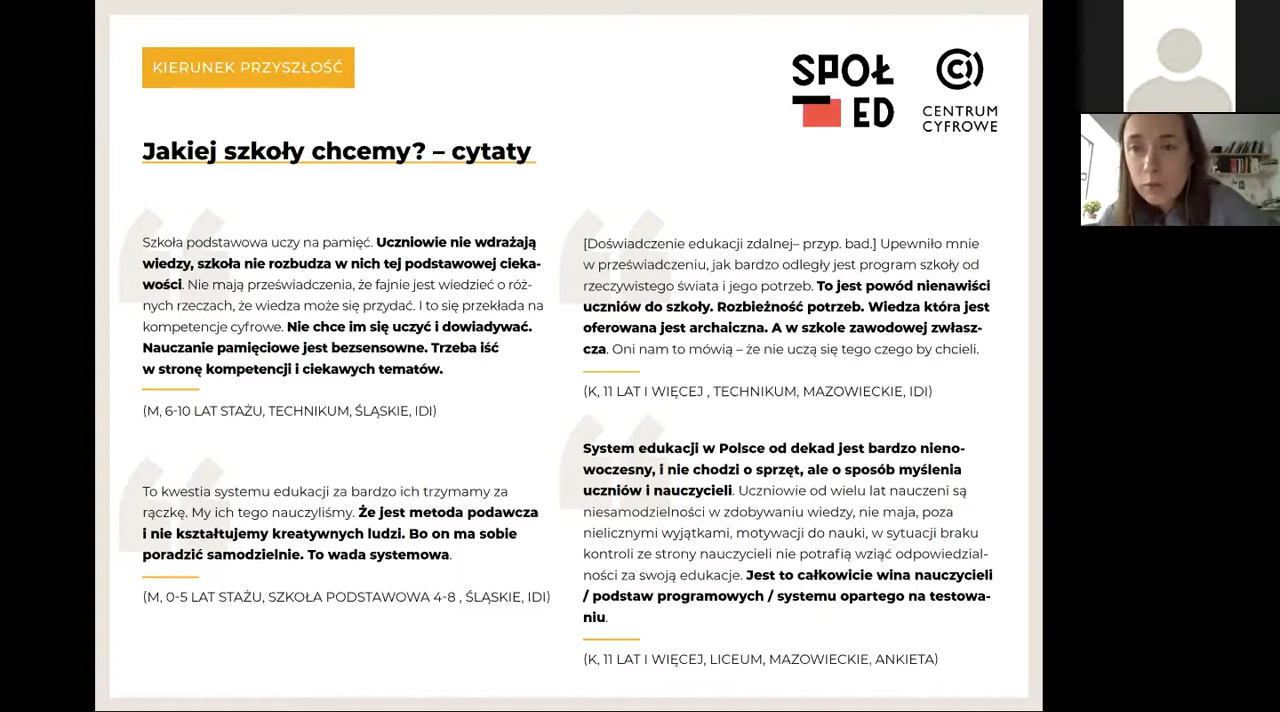 KIERUNEK PRZYSZŁOŚĆ
SPOŁ
ED
CENTRUM
CYFROWE
Jakiej szkoły chcemy? – cytaty
Szkoła podstawowa uczy na pamięć. Uczniowie nie wdrażają
wiedzy, szkoła nie rozbudza w nich tej podstawowej cieka-
wości. Nie mają przeświadczenia, że fajnie jest wiedzieć o róż-
nych rzeczach, że wiedza może się przydać. I to się przekłada na
kompetencje cyfrowe. Nie chce im się uczyć i dowiadywać.
Nauczanie pamięciowe jest bezsensowne. Trzeba iść
w stronę kompetencji i ciekawych tematów.
(M, 6-10 LAT STAŻU, TECHNIKUM, ŚLĄSKIE, IDI)
To kwestia systemu edukacji za bardzo ich trzymamy za
rączkę. My ich tego nauczyliśmy. Że jest metoda podawcza
i nie kształtujemy kreatywnych ludzi. Bo on ma sobie
poradzić samodzielnie. To wada systemowa.
(M, 0-5 LAT STAŻU, SZKOŁA PODSTAWOWA 4-8 , ŚLĄSKIE, IDI)
[Doświadczenie edukacji zdalnej– przyp. bad.] Upewniło mnie
w przeświadczeniu, jak bardzo odległy jest program szkoły od
rzeczywistego świata i jego potrzeb. To jest powód nienawiści
uczniów do szkoły. Rozbieżność potrzeb. Wiedza która jest
oferowana jest archaiczna. A w szkole zawodowej zwłasz-
cza. Oni nam to mówią – że nie uczą się tego czego by chcieli.
(K, 11 LAT I WIĘCEJ , TECHNIKUM, MAZOWIECKIE, IDI)
System edukacji w Polsce od dekad jest bardzo nieno-
woczesny, i nie chodzi o sprzęt, ale o sposób myślenia
uczniów i nauczycieli. Uczniowie od wielu lat nauczeni są
niesamodzielności w zdobywaniu wiedzy, nie maja, poza
nielicznymi wyjątkami, motywacji do nauki, w sytuacji braku
kontroli ze strony nauczycieli nie potrafią wziąć odpowiedzial-
ności za swoją edukacje. Jest to całkowicie wina nauczycieli
/ podstaw programowych / systemu opartego na testowa-
niu.
(K, 11 LAT I WIĘCEJ, LICEUM, MAZOWIECKIE, ANKIETA)